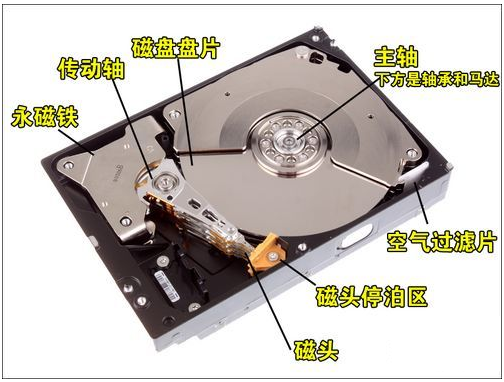 磁盘盘片
主轴
下方是轴承和马达
传动轴
永磁铁
空气过滤片
磁头停泊区
磁头